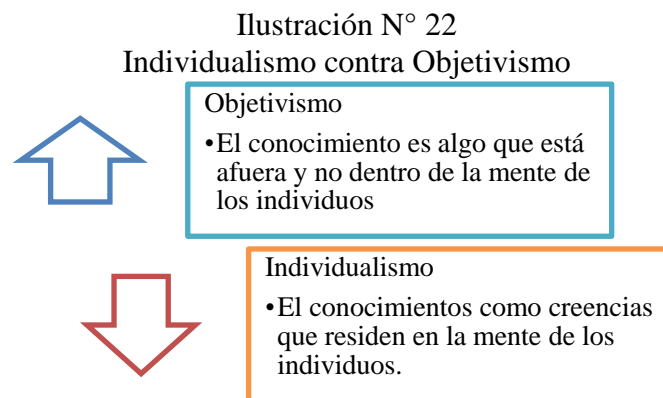 Ilustración N° 22
Individualismo contra Objetivismo
Objetivismo
•El conocimiento es algo que está
afuera y no dentro de la mente de
los individuos
Individualismo
•El conocimientos como creencias
que residen en la mente de los
individuos.